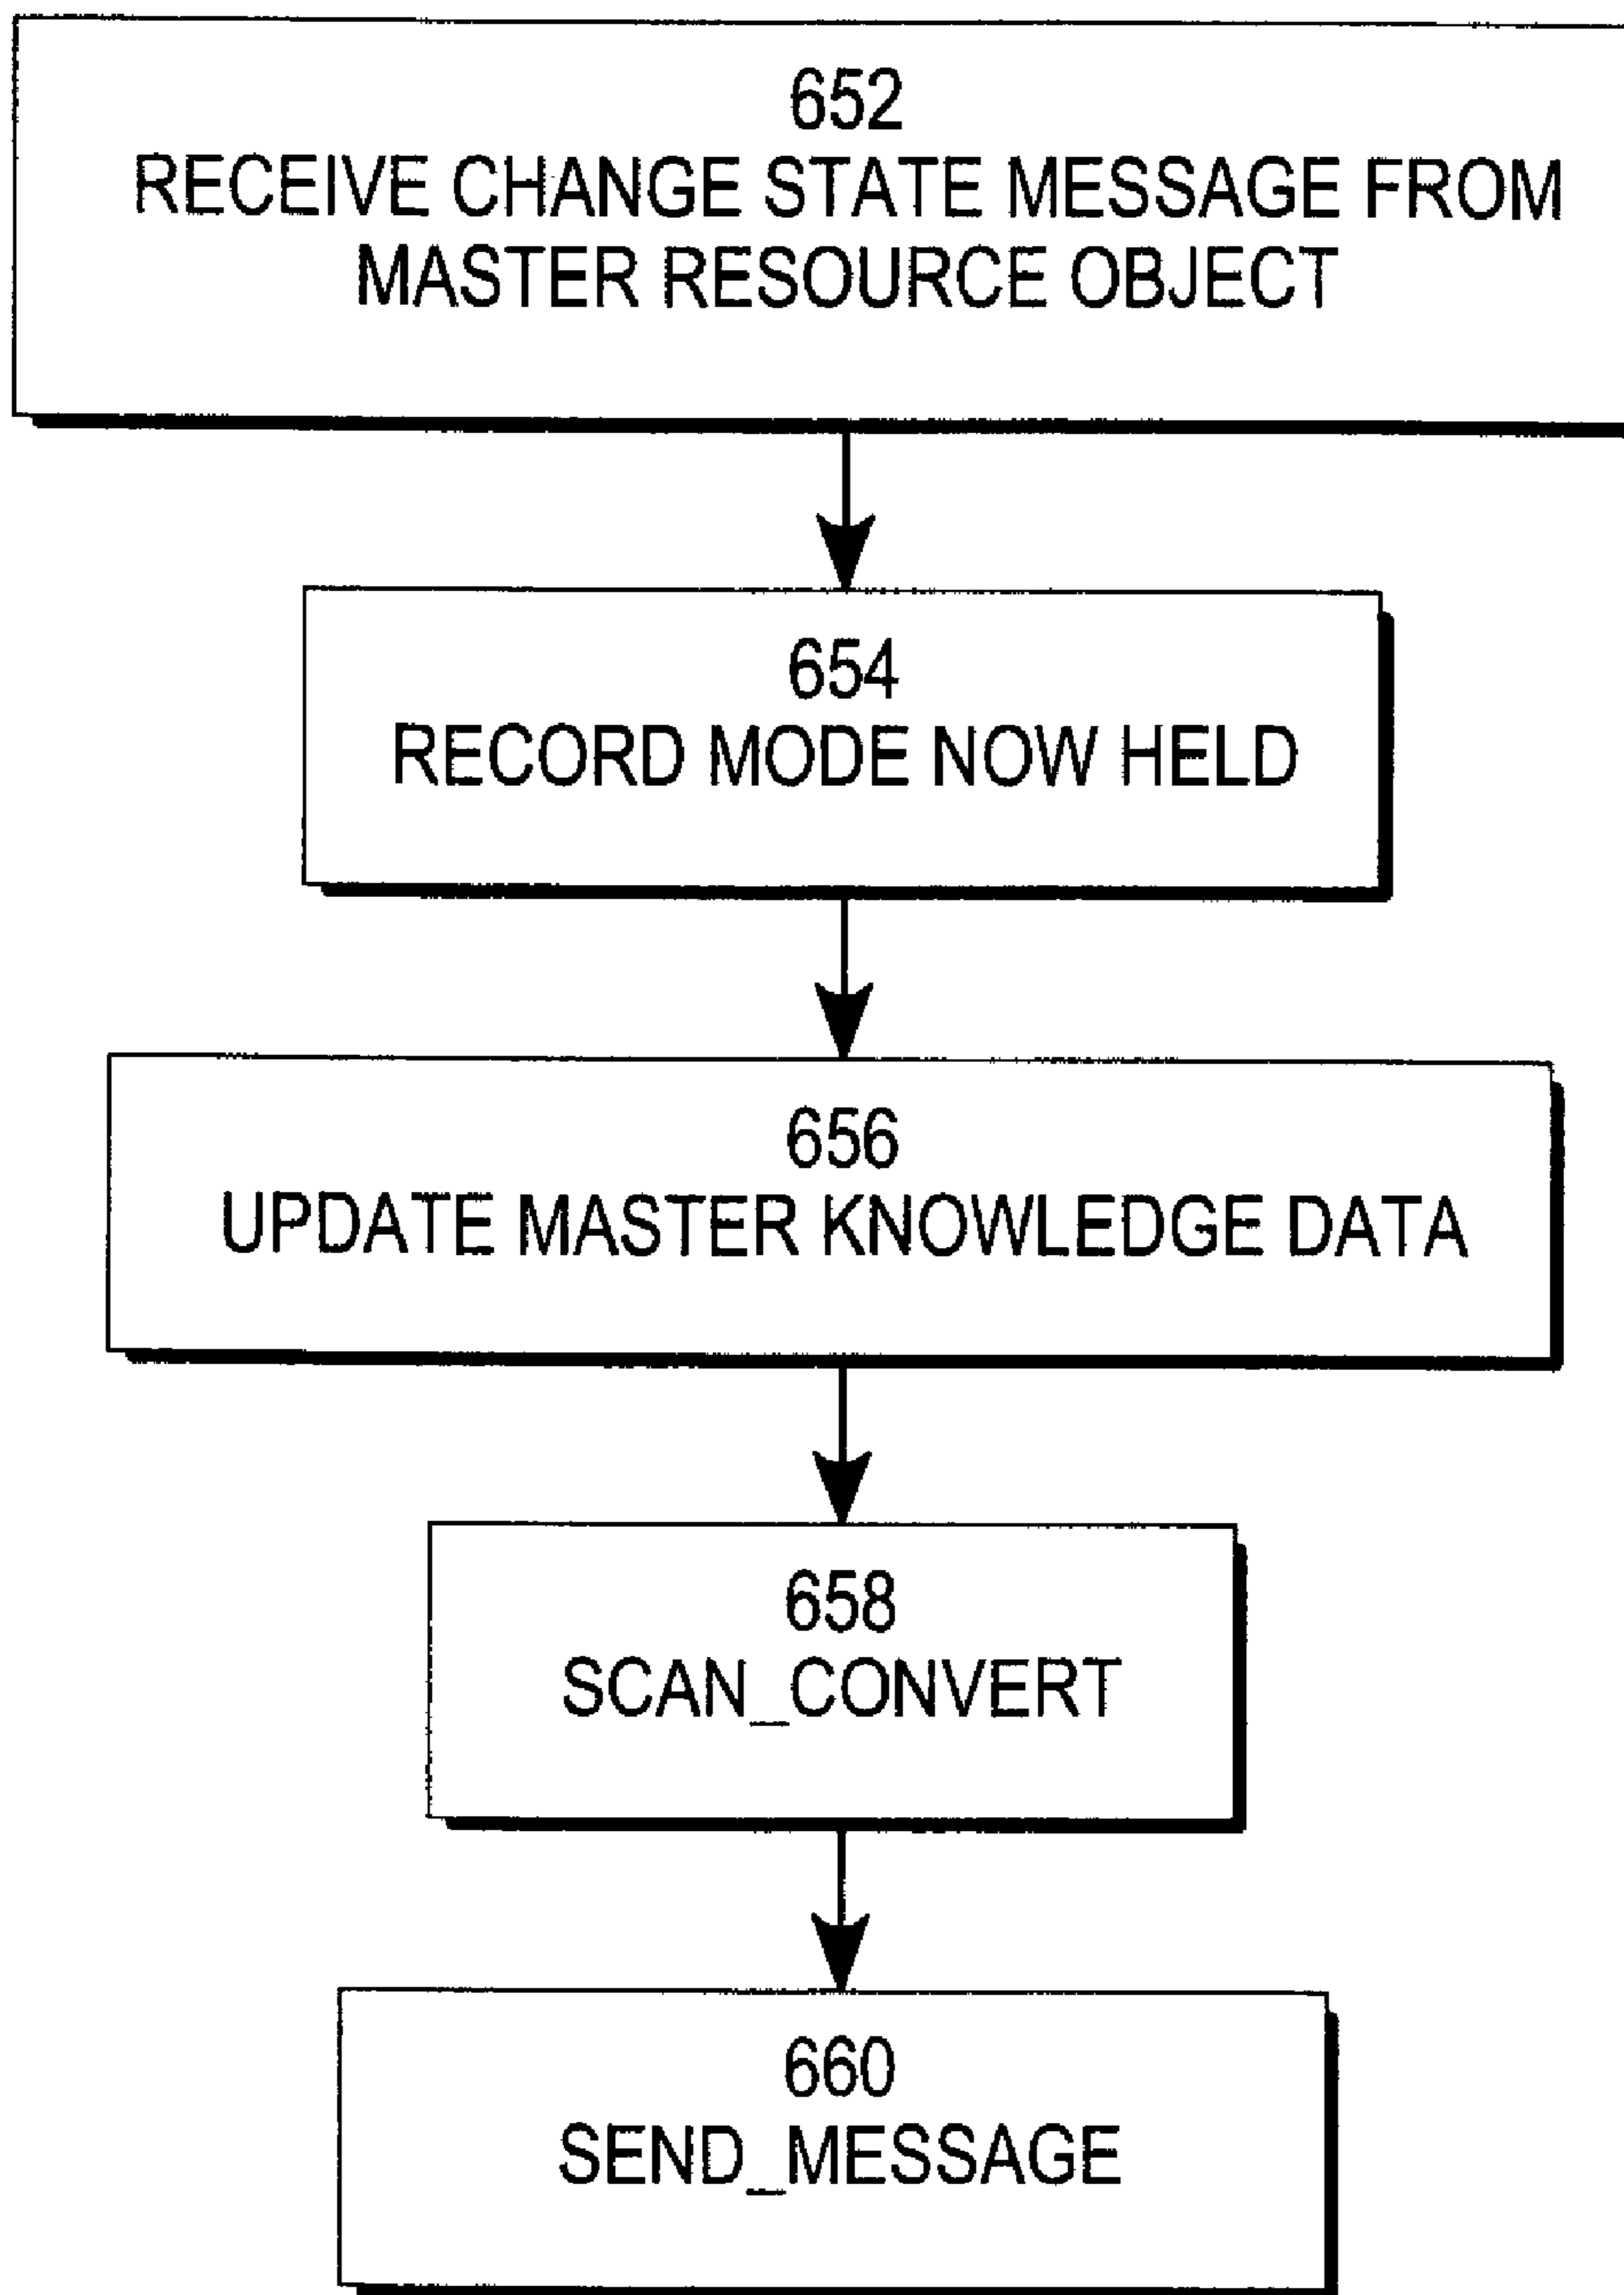 652
RECEIVE CHANGE STATE MESSAGE FROM
MASTER RESOURCE OBJECT
654
RECORD MODE NOW HELD
656
UPDATE MASTER KNOWLEDGE DATA
658
SCAN_CONVERT
660
SEND_MESSAGE